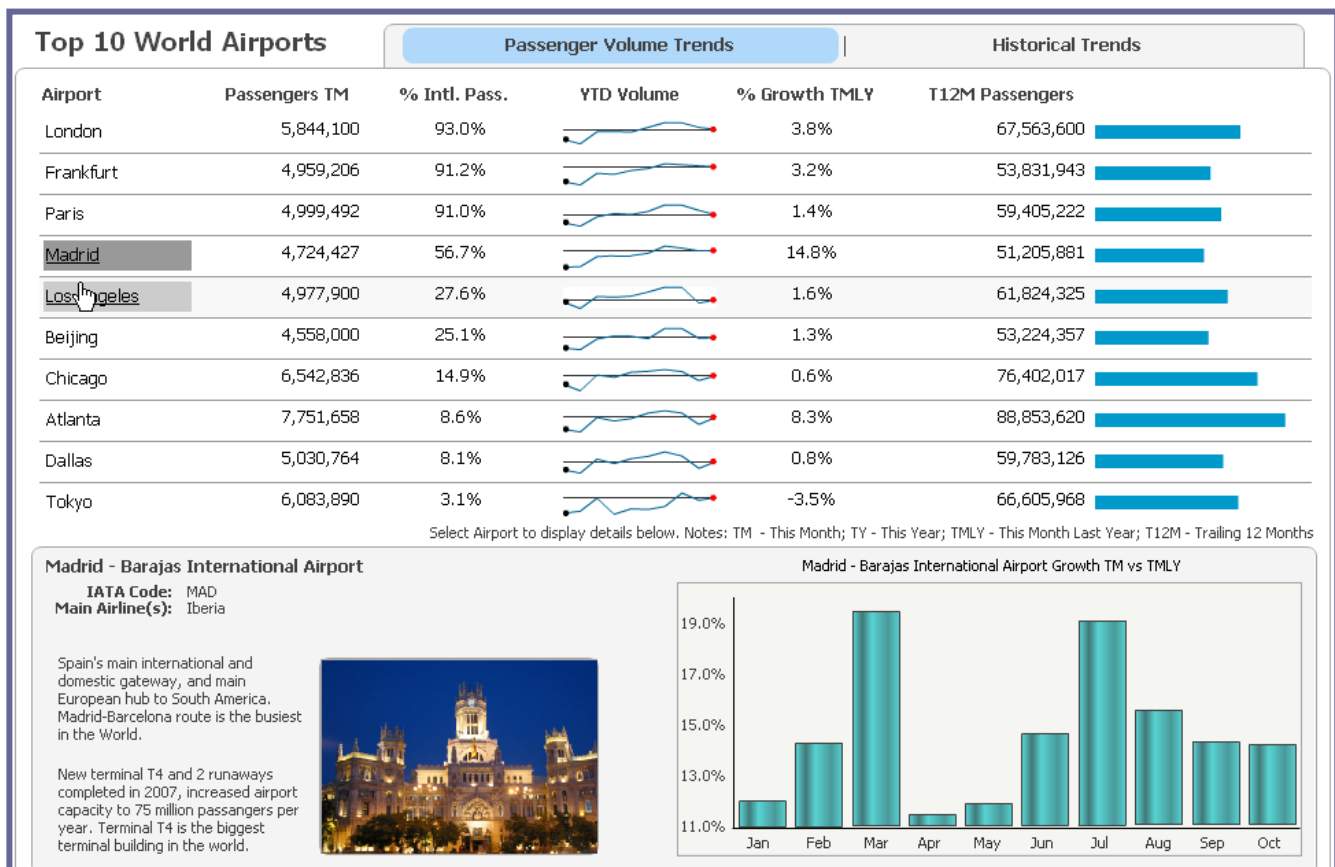 Top 10 World Airports
Passenger Volume Trends | Historical Trends
Airport Passengers TM % Intl. Pass. YTD Volume % Growth TMLY T12M Passengers
London 5,844,100 93.0% 3.8% 67,563,600
Frankfurt 4,959,206 91.2% 3.2% 53,831,943
Paris 4,999,492 91.0% 1.4% 59,405,222
Madrid 4,724,427 56.7% 14.8% 51,205,881
Los Angeles 4,977,900 27.6% 1.6% 61,824,325
Beijing 4,558,000 25.1% 1.3% 53,224,357
Chicago 6,542,836 14.9% 0.6% 76,402,017
Atlanta 7,751,658 8.6% 8.3% 88,853,620
Dallas 5,030,764 8.1% 0.8% 59,783,126
Tokyo 6,083,890 3.1% -3.5% 66,605,968
Select Airport to display details below. Notes: TM - This Month; TY - This Year; TMLY - This Month Last Year; T12M - Trailing 12 Months
Madrid - Barajas International Airport
IATA Code: MAD
Main Airline(s): Iberia
Spain's main international and
domestic gateway, and main
European hub to South America.
Madrid-Barcelona route is the busiest
in the World.
New terminal T4 and 2 runaways
completed in 2007, increased airport
capacity to 75 million passangers per
year. Terminal T4 is the biggest
terminal building in the world.
Madrid - Barajas International Airport Growth TM vs TMLY
19.0%
17.0%
15.0%
13.0%
11.0%
Jan Feb Mar Apr May Jun Jul Aug Sep Oct